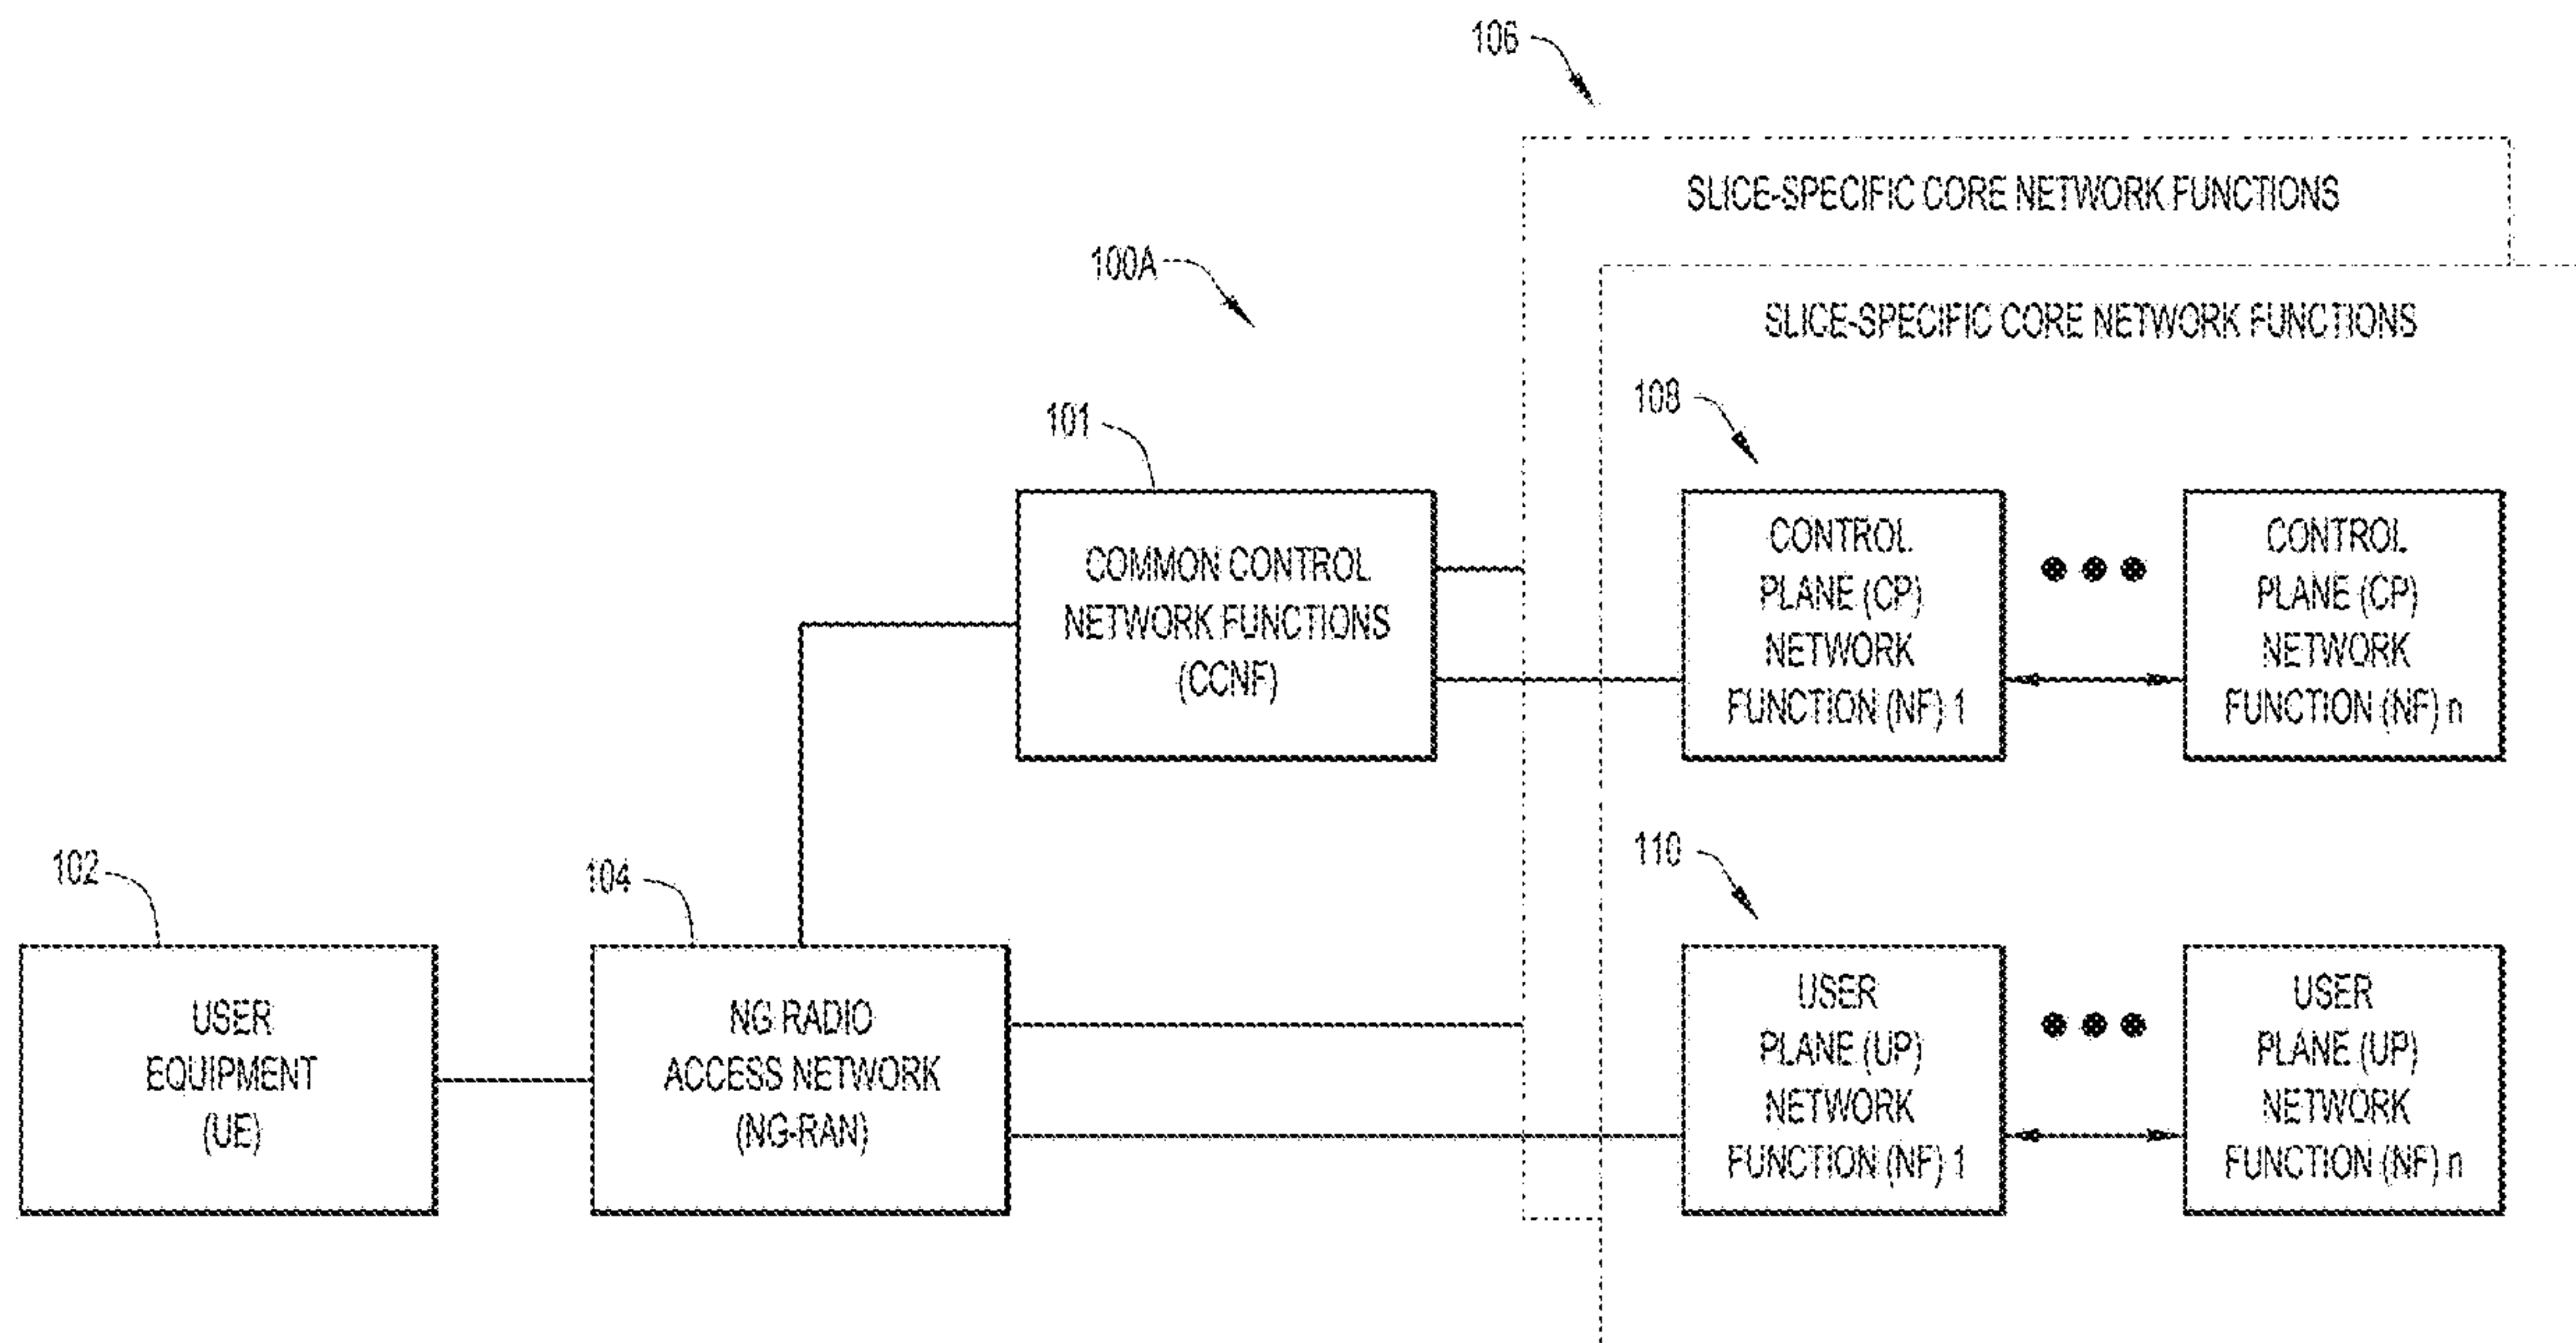 106
SLICE-SPECIFIC CORE NETWORK FUNCTIONS
100A
SLICE-SPECIFIC CORE NETWORK FUNCTIONS
108
101
COMMON CONTROL
NETWORK FUNCTIONS
(CCNF)
CONTROL
PLANE (CP)
NETWORK
FUNCTION (NF) 1
CONTROL
PLANE (CP)
NETWORK
FUNCTION (NF) n
110
102
104
USER
EQUIPMENT
(UE)
NG RADIO
ACCESS NETWORK
(NG-RAN)
USER
PLANE (UP)
NETWORK
FUNCTION (NF) 1
USER
PLANE (UP)
NETWORK
FUNCTION (NF) n